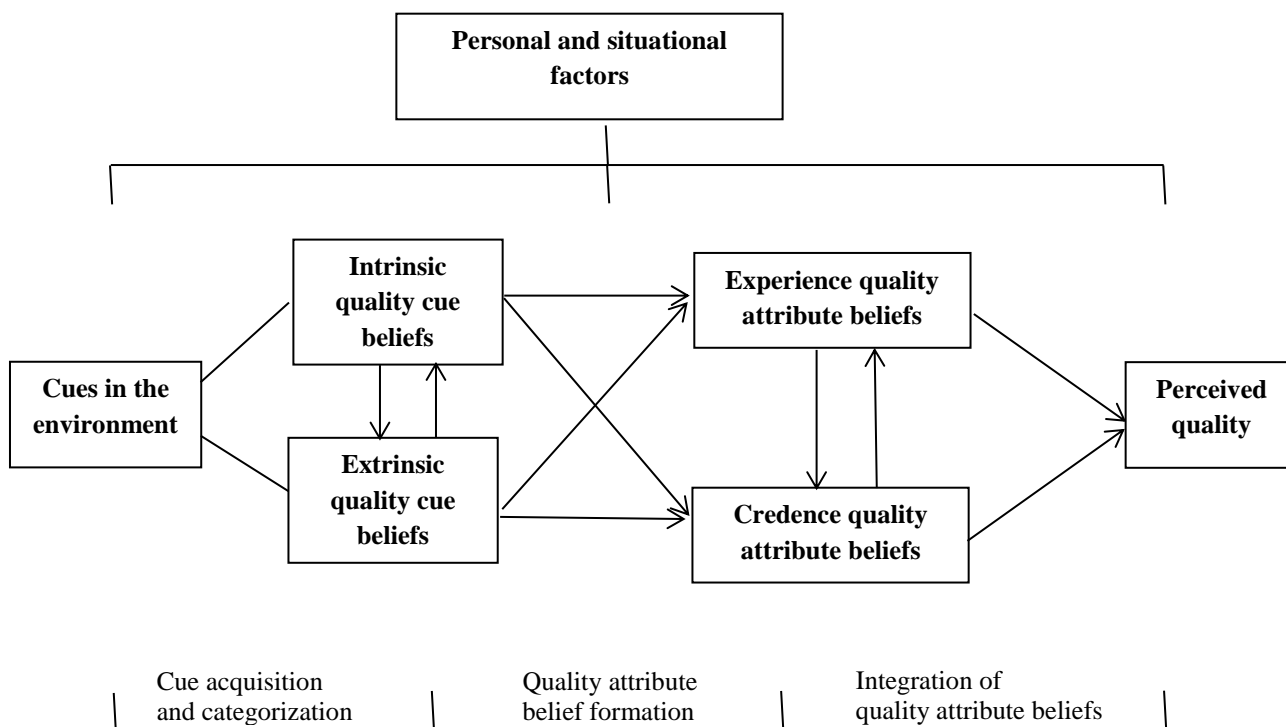 Personal and situational
factors
Intrinsic
quality cue
beliefs
Experience quality
attribute beliefs
Cues in the
environment
Perceived
quality
Extrinsic
quality cue
beliefs
Credence quality
attribute beliefs
Cue acquisition
and categorization
Quality attribute
belief formation
Integration of
quality attribute beliefs